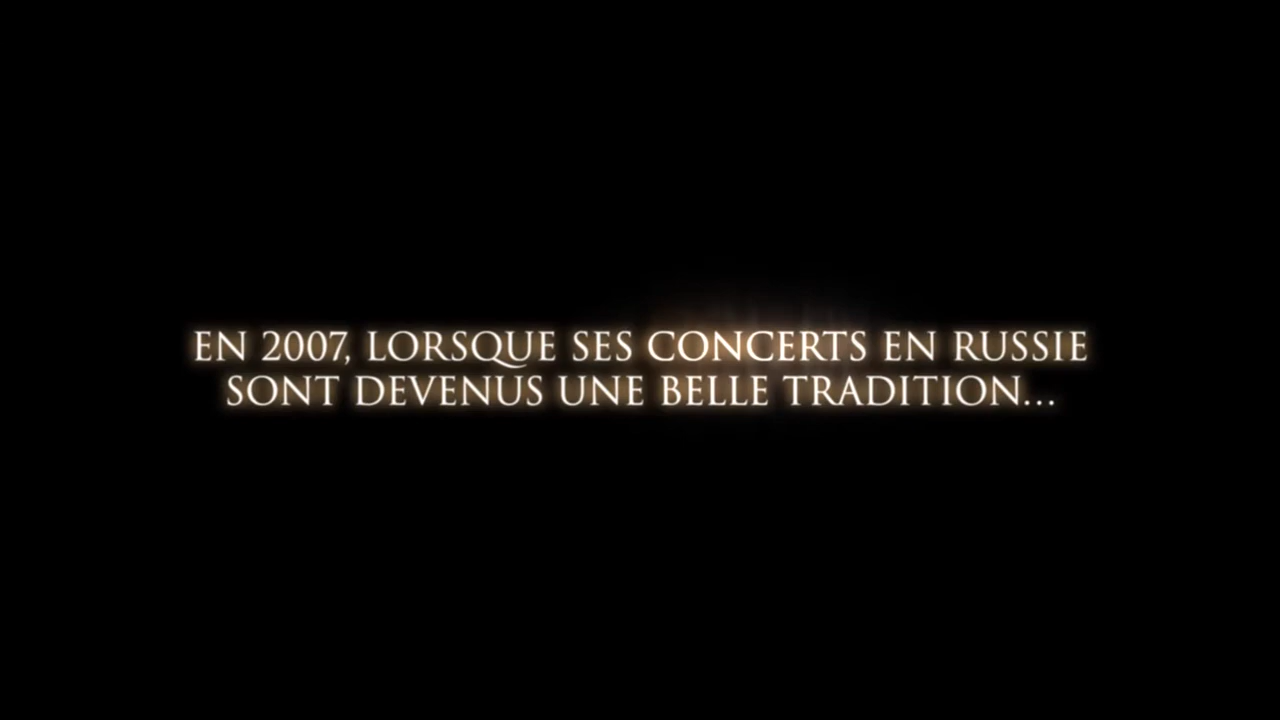 EN 2007, LORSQUE SES CONCERTS EN RUSSIE
SONT DEVENUS UNE BELLE TRADITION...